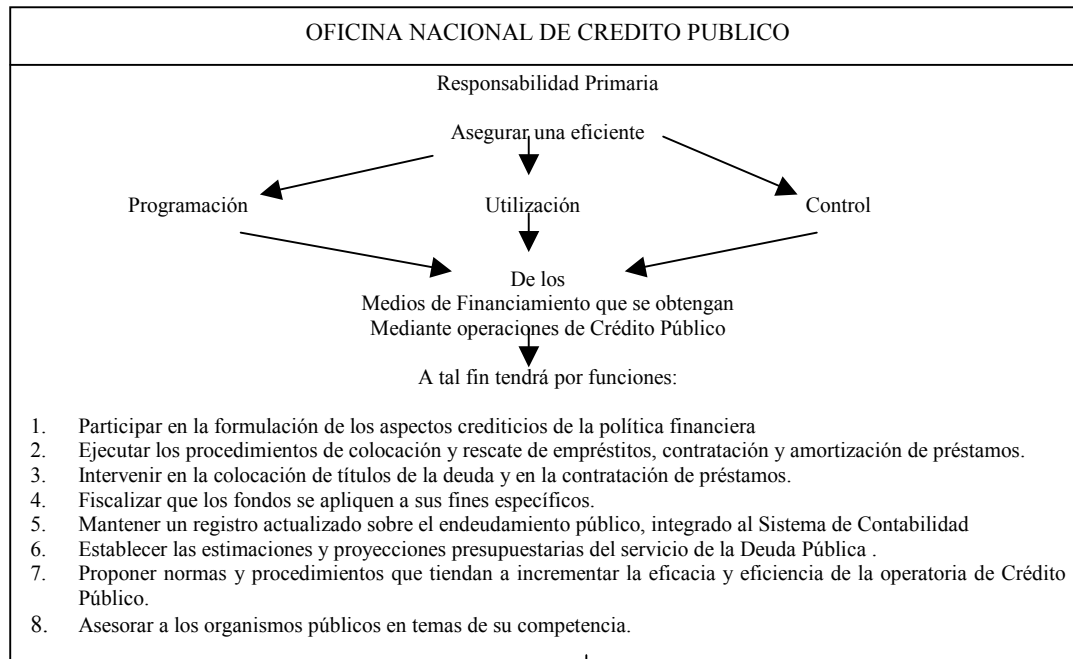 OFICINA NACIONAL DE CREDITO PUBLICO
Responsabilidad Primaria
Asegurar una eficiente
Programación Utilización Control
De los
Medios de Financiamiento que se obtengan
Mediante operaciones de Crédito Público
A tal fin tendrá por funciones:
1. Participar en la formulación de los aspectos crediticios de la política financiera
2. Ejecutar los procedimientos de colocación y rescate de empréstitos, contratación y amortización de préstamos.
3. Intervenir en la colocación de títulos de la deuda y en la contratación de préstamos.
4. Fiscalizar que los fondos se apliquen a sus fines específicos.
5. Mantener un registro actualizado sobre el endeudamiento público, integrado al Sistema de Contabilidad
6. Establecer las estimaciones y proyecciones presupuestarias del servicio de la Deuda Pública .
7. Proponer normas y procedimientos que tiendan a incrementar la eficacia y eficiencia de la operatoria de Crédito
Público.
8. Asesorar a los organismos públicos en temas de su competencia.